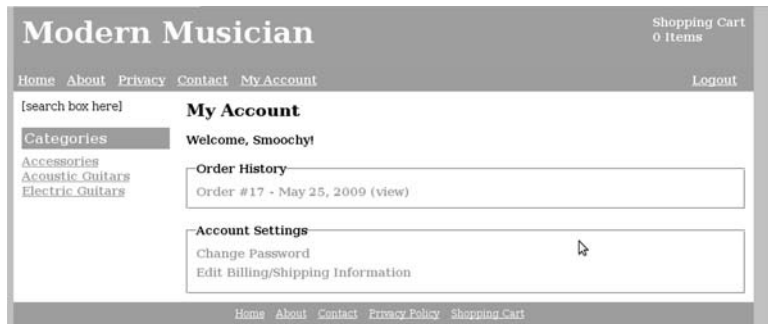 Modern Musician
Shopping Cart
0 Items
Home About Privacy Contact My Account Logout
[search box here]
Categories
Accessories
Acoustic Guitars
Electric Guitars
My Account
Welcome, Smoochy!
Order History
Order #17 - May 25, 2009 (view)
Account Settings
Change Password
Edit Billing/Shipping Information
Home About Contact Privacy Policy Shopping Cart